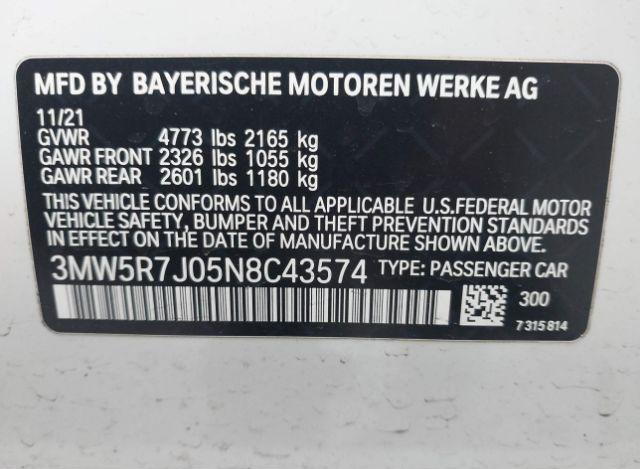 MFD BY BAYERISCHE MOTOREN WERKE AG
11/21
GVWR 4773 lbs 2165 kg
GAWR FRONT 2326 lbs 1055 kg
GAWR REAR 2601 lbs 1180 kg
THIS VEHICLE CONFORMS TO ALL APPLICABLE U.S.FEDERAL MOTOR
VEHICLE SAFETY, BUMPER AND THEFT PREVENTION STANDARDS
IN EFFECT ON THE DATE OF MANUFACTURE SHOWN ABOVE.
3MW5R7J05N8C43574 TYPE: PASSENGER CAR
300
7315814